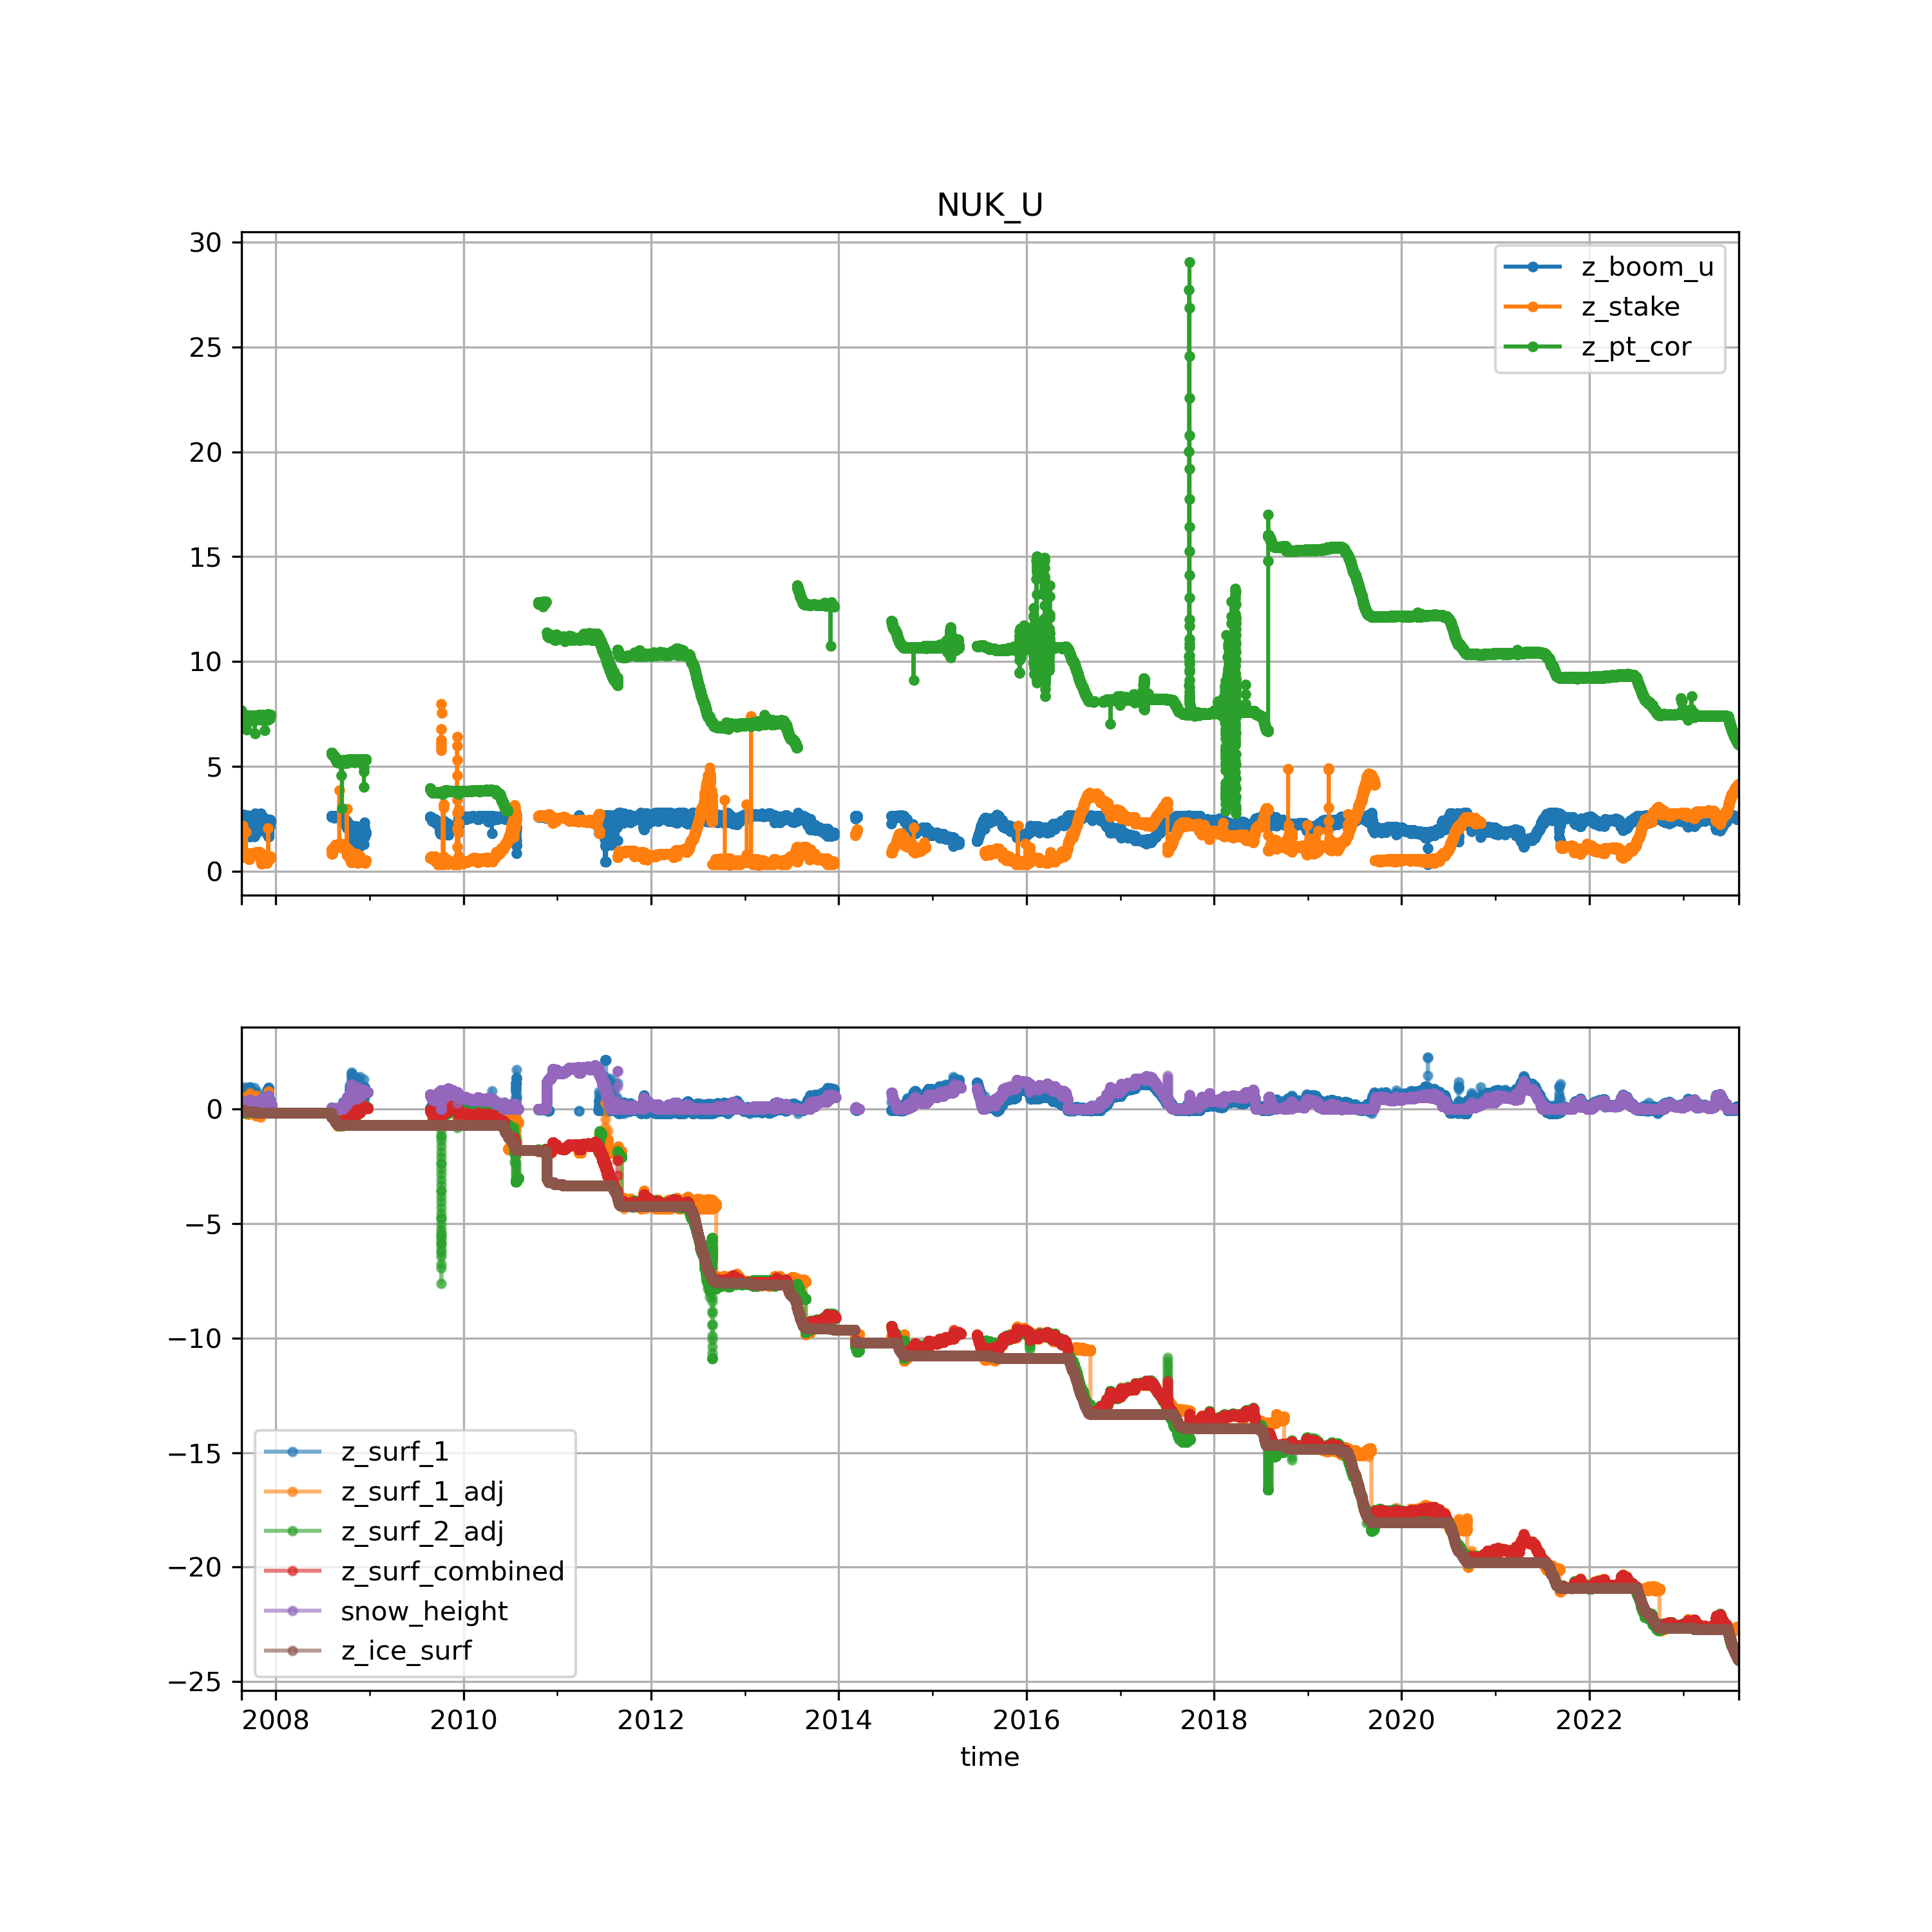 NUK_U
30
25
20
15
10
5
0
z_boom_u
z_stake
z_pt_cor
0
−5
−10
−15
−20
−25
z_surf_1
z_surf_1_adj
z_surf_2_adj
z_surf_combined
snow_height
z_ice_surf
2008 2010 2012 2014 2016 2018 2020 2022
time